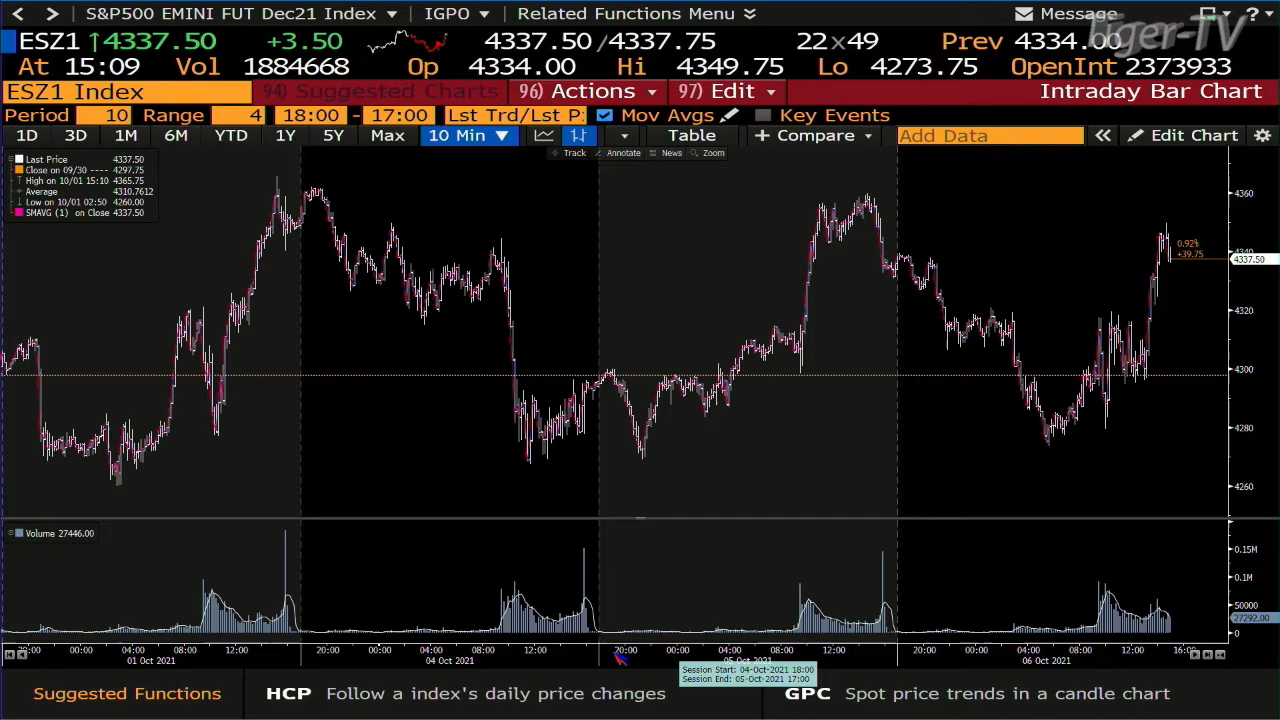 S&P500 EMINI FUT Dec21 Index IGPO Related Functions Menu Message ?
ESZ1 ↑4337.50 +3.50 4337.50/4337.75 22x49 Prev 4334.00
At 15:09 Vol 1884668 Op 4334.00 Hi 4349.75 Lo 4273.75 OpenInt 2373933
ESZ1 Index 94) Suggested Charts 96) Actions 97) Edit Intraday Bar Chart
Period 10 Range 4 18:00 - 17:00 Lst Trd/Lst P: Mov Avgs Key Events
1D 3D 1M 6M YTD 1Y 5Y Max 10 Min Table + Compare Add Data « Edit Chart
Track Annotate News Zoom
Last Price 4337.50
Close on 09/30 ---- 4297.75
High on 10/01 15:10 4365.75
Average 4310.7612
Low on 10/01 02:50 4260.00
SMAVG (1) on Close 4337.50
4360
0.92%
4340
+39.75
4337.50
4320
4300
4280
4260
Volume 27446.00
0.15M
0.1M
50000
27292.00
0
00:00 04:00 08:00 12:00 20:00 00:00 04:00 08:00 12:00 20:00 00:00 04:00 08:00 12:00 20:00 00:00 04:00 08:00 12:00
01 Oct 2021 04 Oct 2021 05 Oct 2021 06 Oct 2021
Session Start: 04-Oct-2021 18:00
Session End: 05-Oct-2021 17:00
Suggested Functions HCP Follow a index's daily price changes GPC Spot price trends in a candle chart